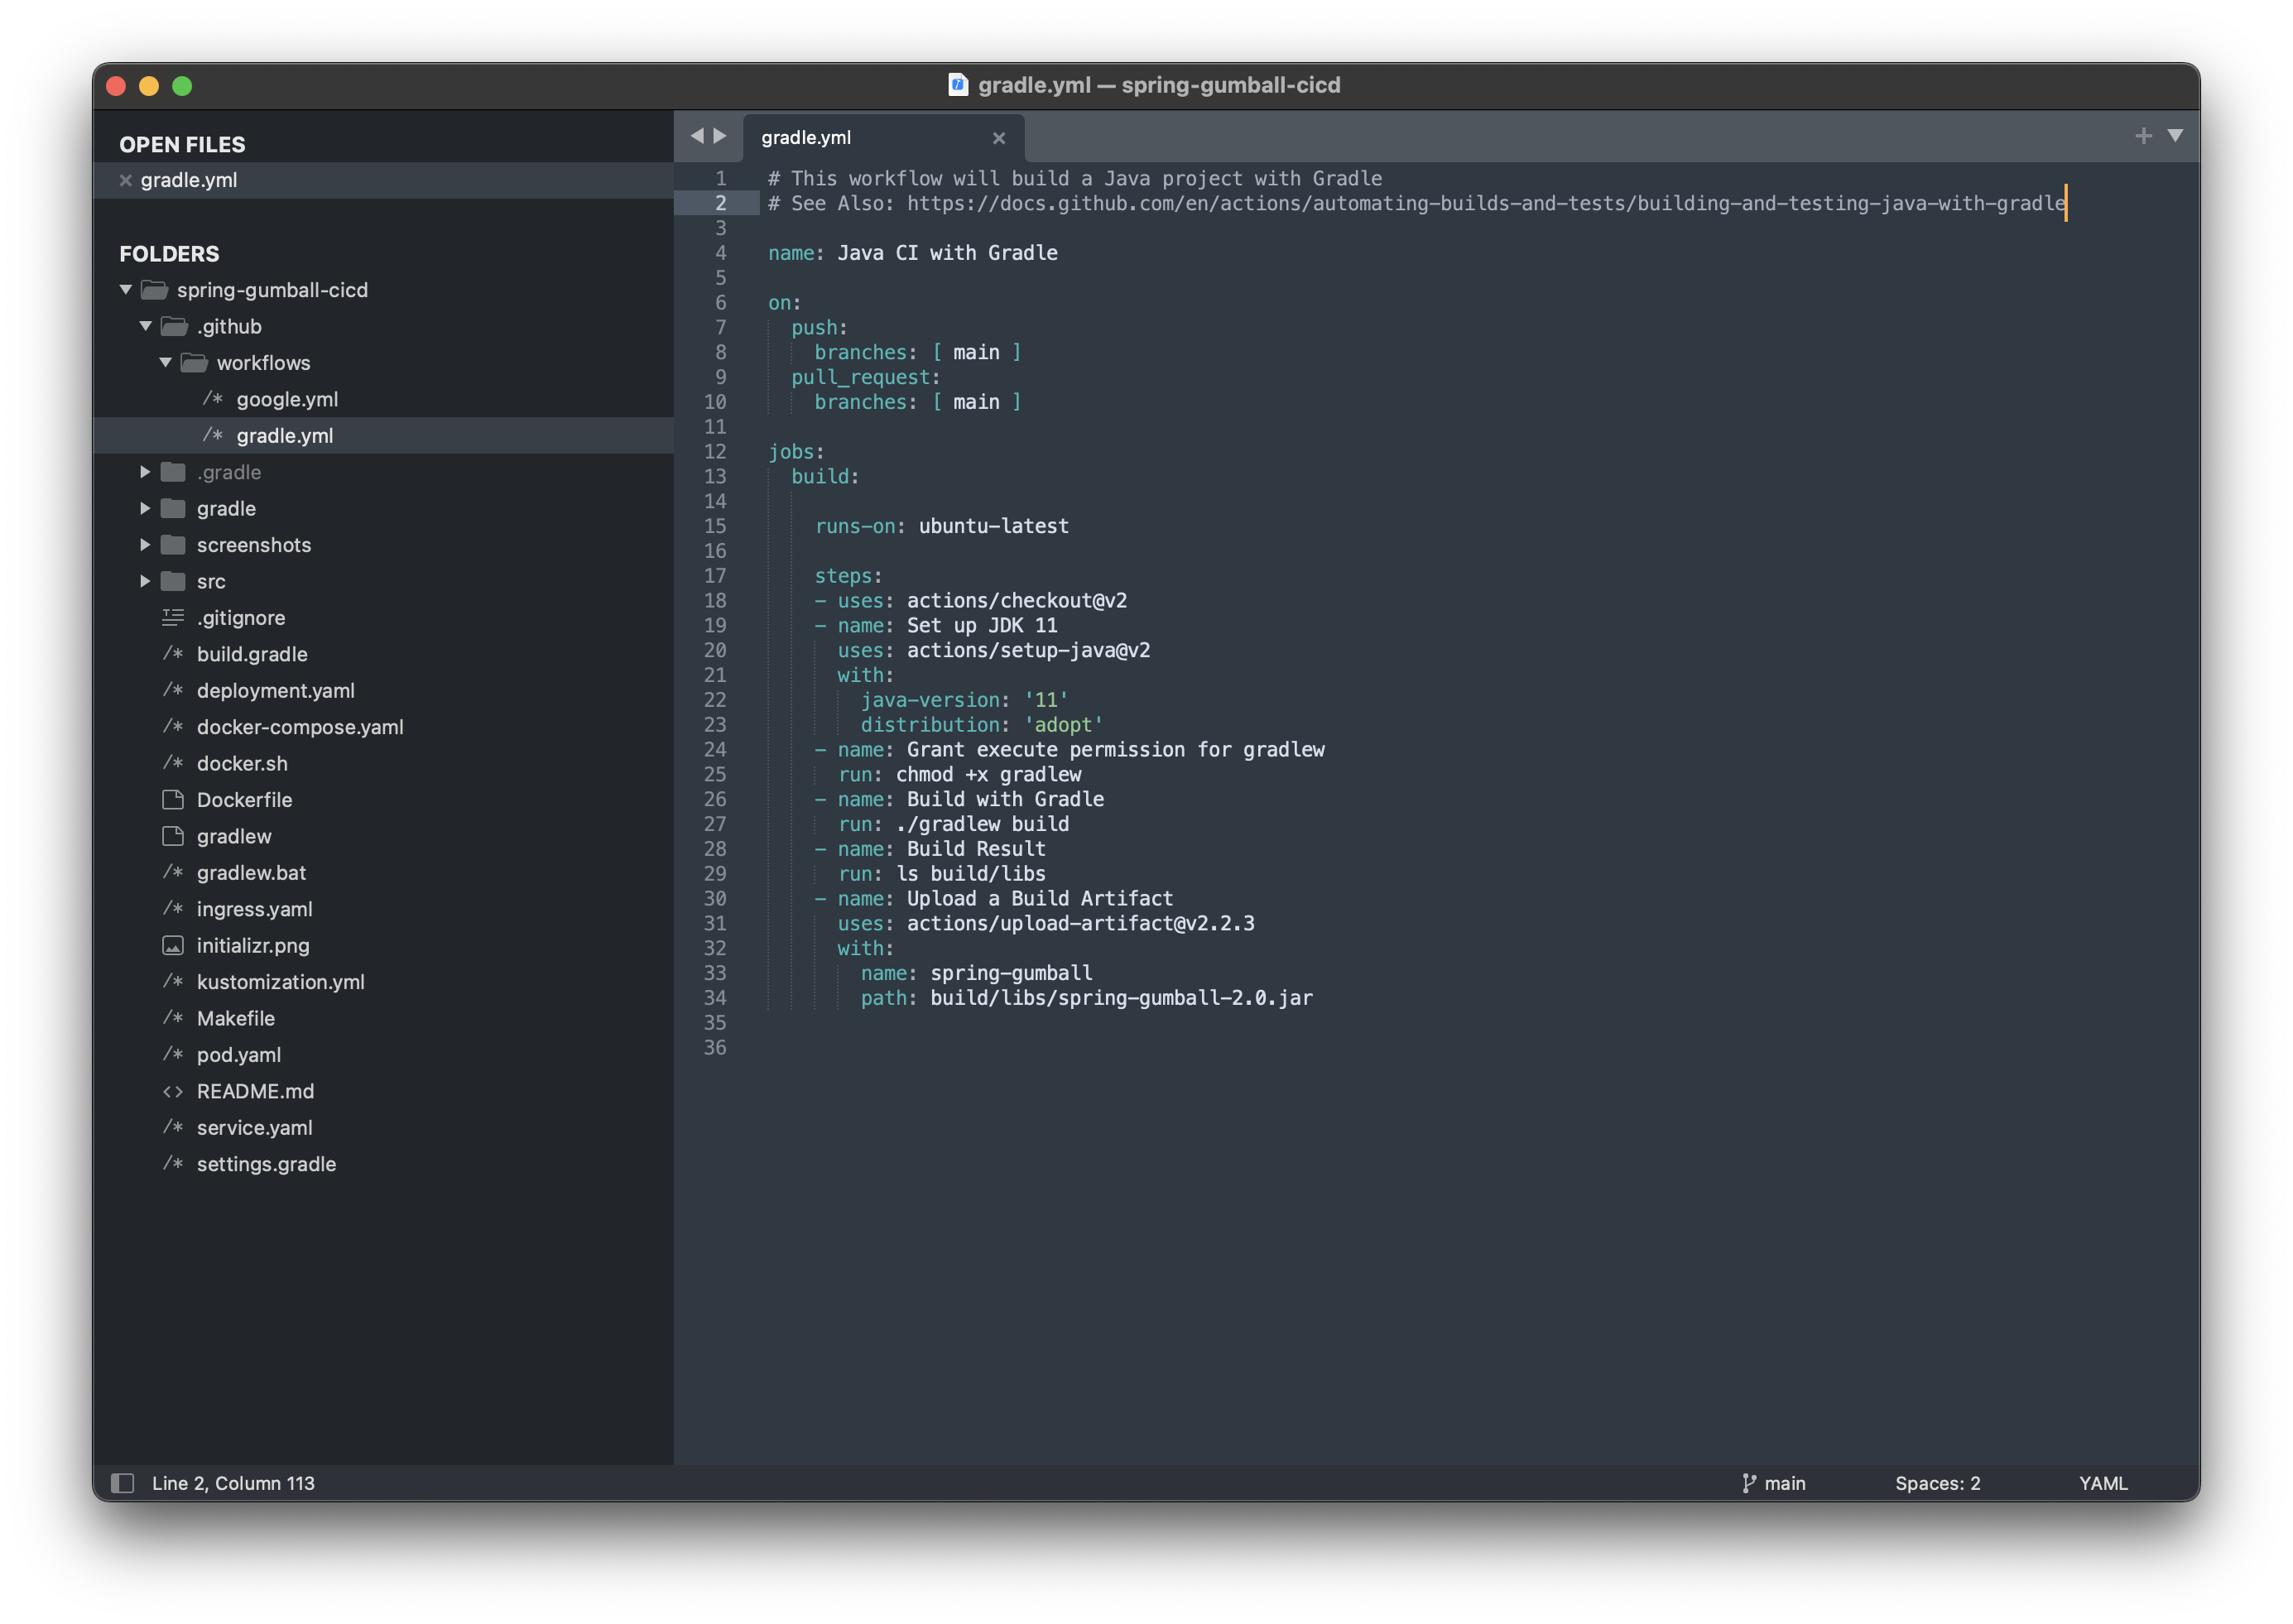 gradle.yml — spring-gumball-cicd
OPEN FILES
gradle.yml
FOLDERS
spring-gumball-cicd
.github
workflows
/* google.yml
/* gradle.yml
.gradle
gradle
screenshots
src
.gitignore
/* build.gradle
/* deployment.yaml
/* docker-compose.yaml
/* docker.sh
Dockerfile
gradlew
/* gradlew.bat
/* ingress.yaml
initializr.png
/* kustomization.yml
/* Makefile
/* pod.yaml
<> README.md
/* service.yaml
/* settings.gradle
gradle.yml
1 # This workflow will build a Java project with Gradle
2 # See Also: https://docs.github.com/en/actions/automating-builds-and-tests/building-and-testing-java-with-gradle
3
4 name: Java CI with Gradle
5
6 on:
7   push:
8     branches: [ main ]
9   pull_request:
10     branches: [ main ]
11
12 jobs:
13   build:
14
15     runs-on: ubuntu-latest
16
17     steps:
18     - uses: actions/checkout@v2
19     - name: Set up JDK 11
20       uses: actions/setup-java@v2
21       with:
22         java-version: '11'
23         distribution: 'adopt'
24     - name: Grant execute permission for gradlew
25       run: chmod +x gradlew
26     - name: Build with Gradle
27       run: ./gradlew build
28     - name: Build Result
29       run: ls build/libs
30     - name: Upload a Build Artifact
31       uses: actions/upload-artifact@v2.2.3
32       with:
33         name: spring-gumball
34         path: build/libs/spring-gumball-2.0.jar
35
36
Line 2, Column 113
main
Spaces: 2
YAML